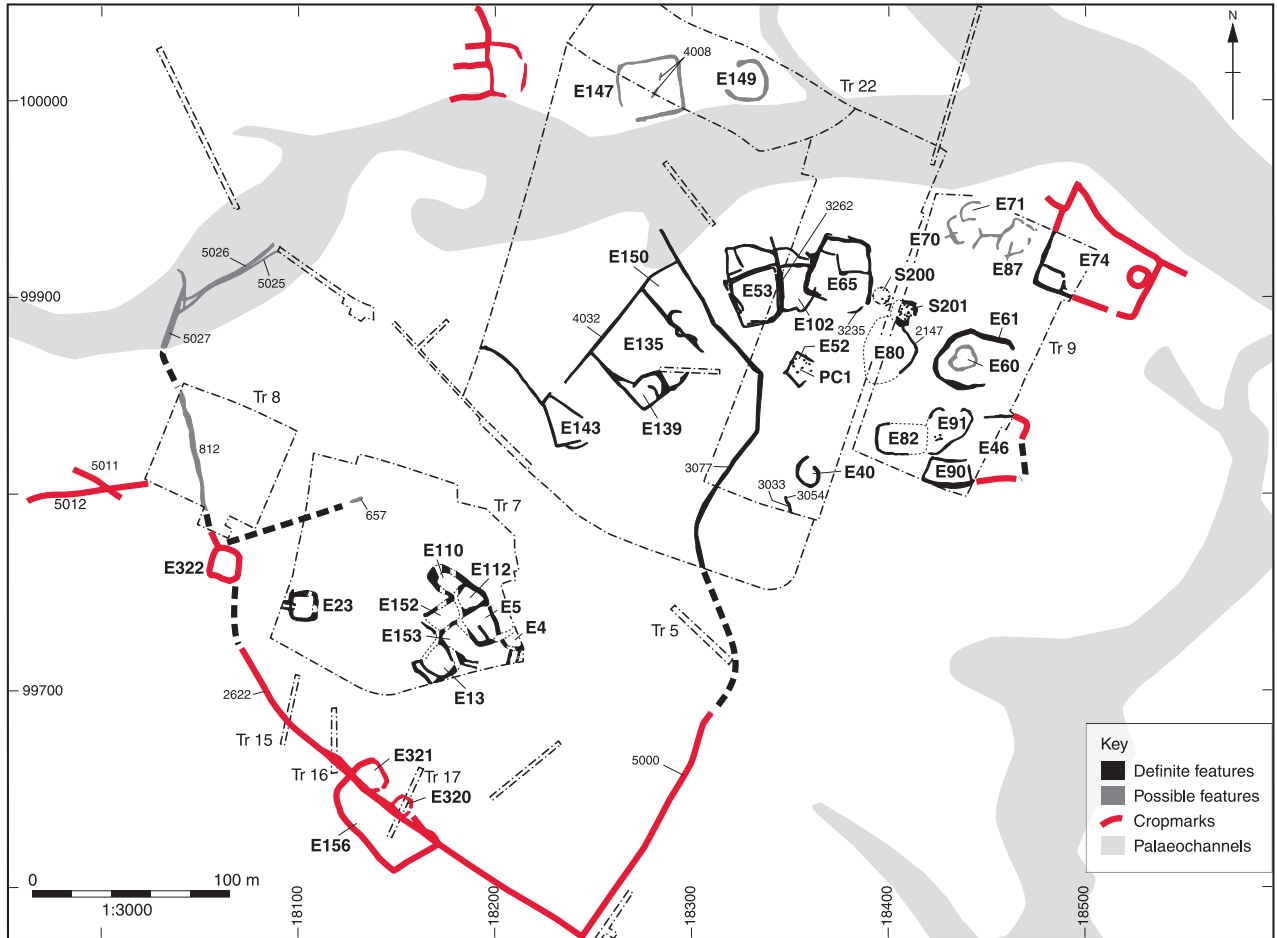 N
4008
E147
E149
Tr 22
100000
3262
E71
E70
E87
E74
5026
5025
E150
S200
99900
E53
E65
S201
E102
3235
2147
E61
5027
4032
E135
E52
E80
E60
Tr 9
PC1
Tr 8
E143
E139
E91
E82
E46
812
5011
3077
E40
E90
5012
3033
3054
657
Tr 7
E322
E110
E112
E23
E152
E5
E153
E4
Tr 5
99700
2622
E13
Tr 15
E321
5000
Tr 16
Tr 17
E320
E156
Key
Definite features
Possible features
Cropmarks
Palaeochannels
0
100 m
1:3000
18100
18200
18300
18400
18500